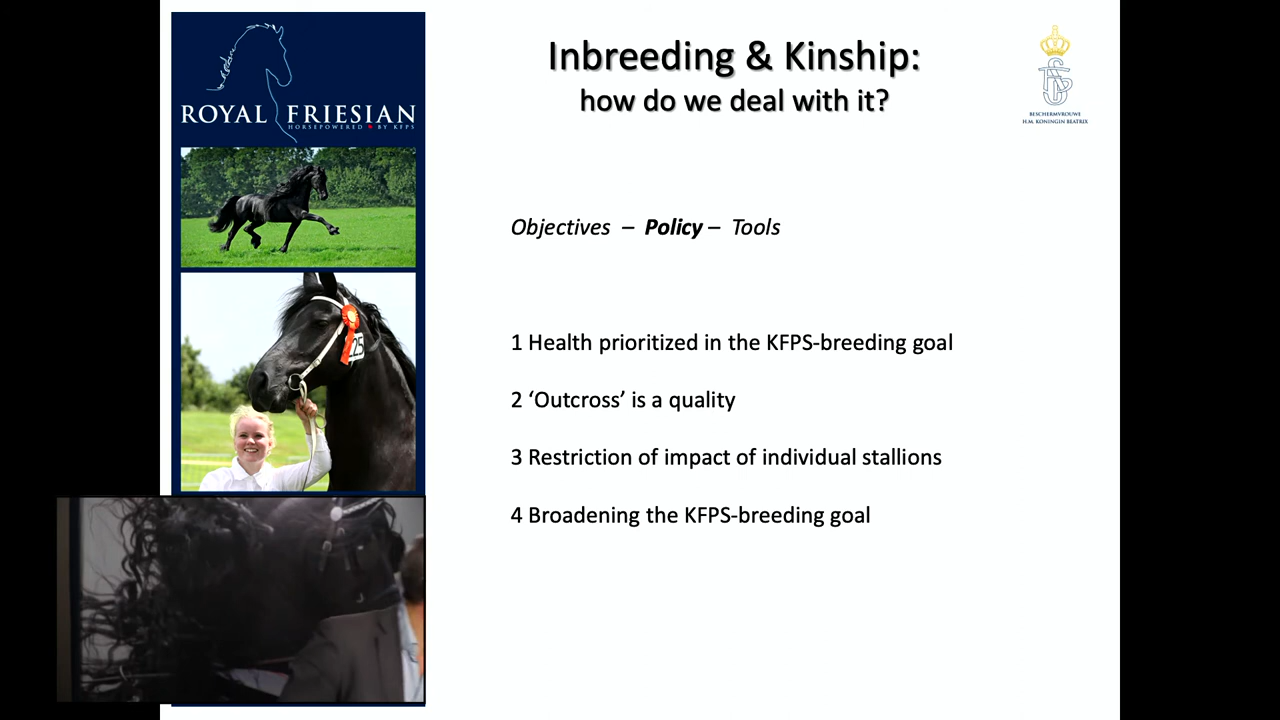 Inbreeding & Kinship:
how do we deal with it?
ROYAL FRIESIAN
HORSEPOWERED BY KFPS
BESCHERMVROUWE
H.M. KONINGIN BEATRIX
Objectives – Policy – Tools
25
1 Health prioritized in the KFPS-breeding goal
2 ‘Outcross’ is a quality
3 Restriction of impact of individual stallions
4 Broadening the KFPS-breeding goal